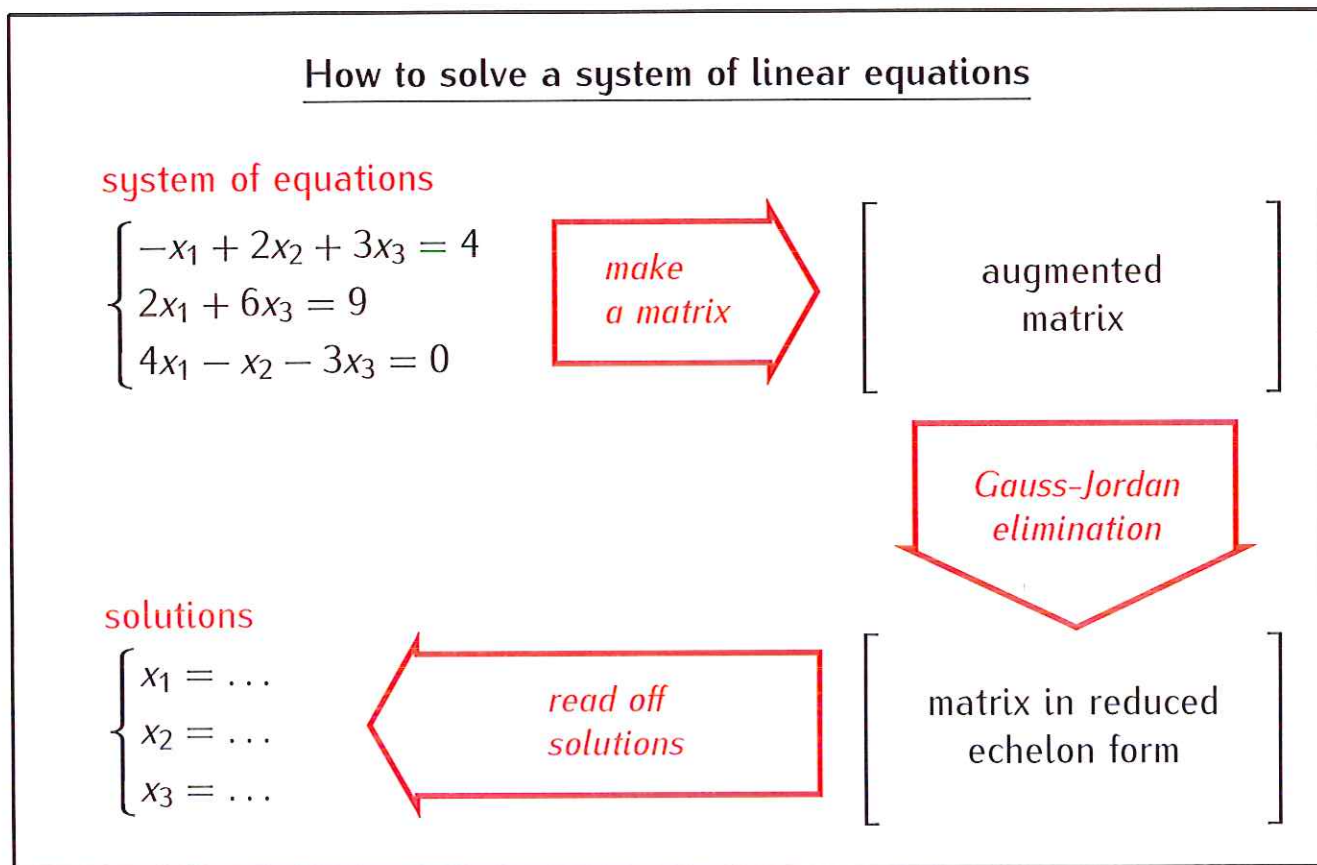 How to solve a system of linear equations
system of equations
−x₁ + 2x₂ + 3x₃ = 4
2x₁ + 6x₃ = 9
4x₁ − x₂ − 3x₃ = 0
make
a matrix
augmented
matrix
Gauss-Jordan
elimination
matrix in reduced
echelon form
read off
solutions
solutions
x₁ = ...
x₂ = ...
x₃ = ...